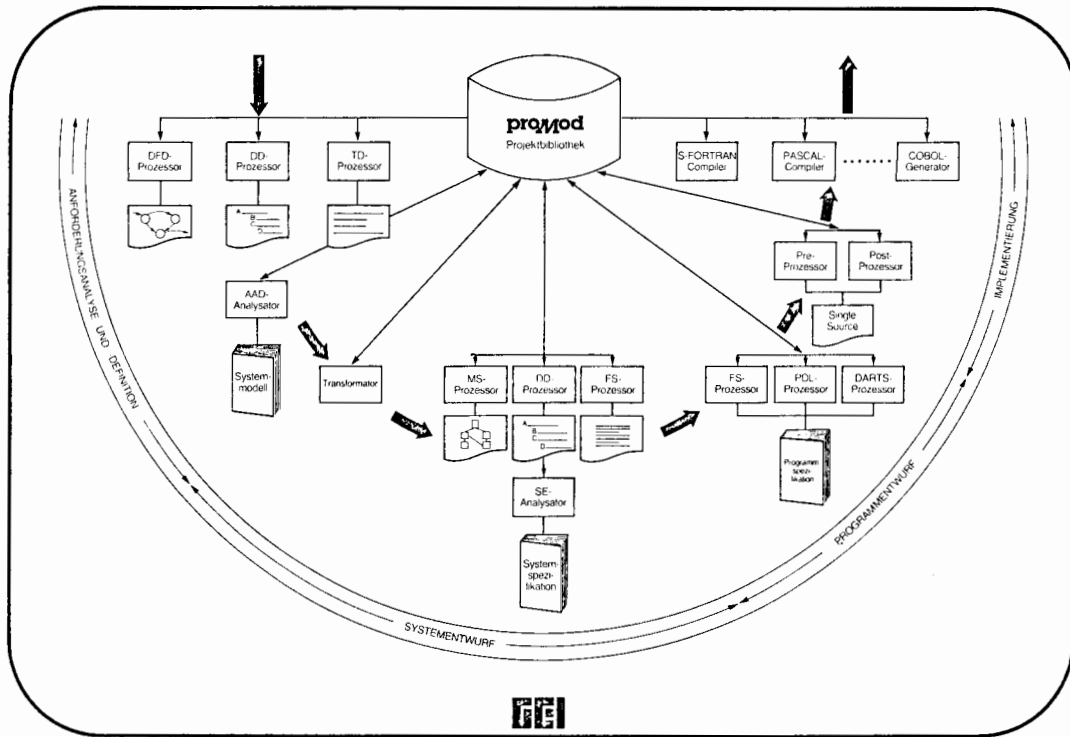 proMod
Projektbibliothek
DFD-
Prozessor
DD-
Prozessor
TD-
Prozessor
S-FORTRAN
Compiler
PASCAL-
Compiler
COBOL-
Generator
A
B
C
D
Pre-
Prozessor
Post-
Prozessor
AAD-
Analysator
Single
Source
System-
modell
Transformator
MS-
Prozessor
DD-
Prozessor
FS-
Prozessor
FS-
Prozessor
PDL-
Prozessor
DARTS-
Prozessor
A
B
C
D
Programm
spezi-
fikation
SE-
Analysator
System-
spezi-
fikation
ANFORDERUNGSANALYSE UND DEFINITION
SYSTEMENTWURF
PROGRAMMENTWURF
IMPLEMENTIERUNG
GEI